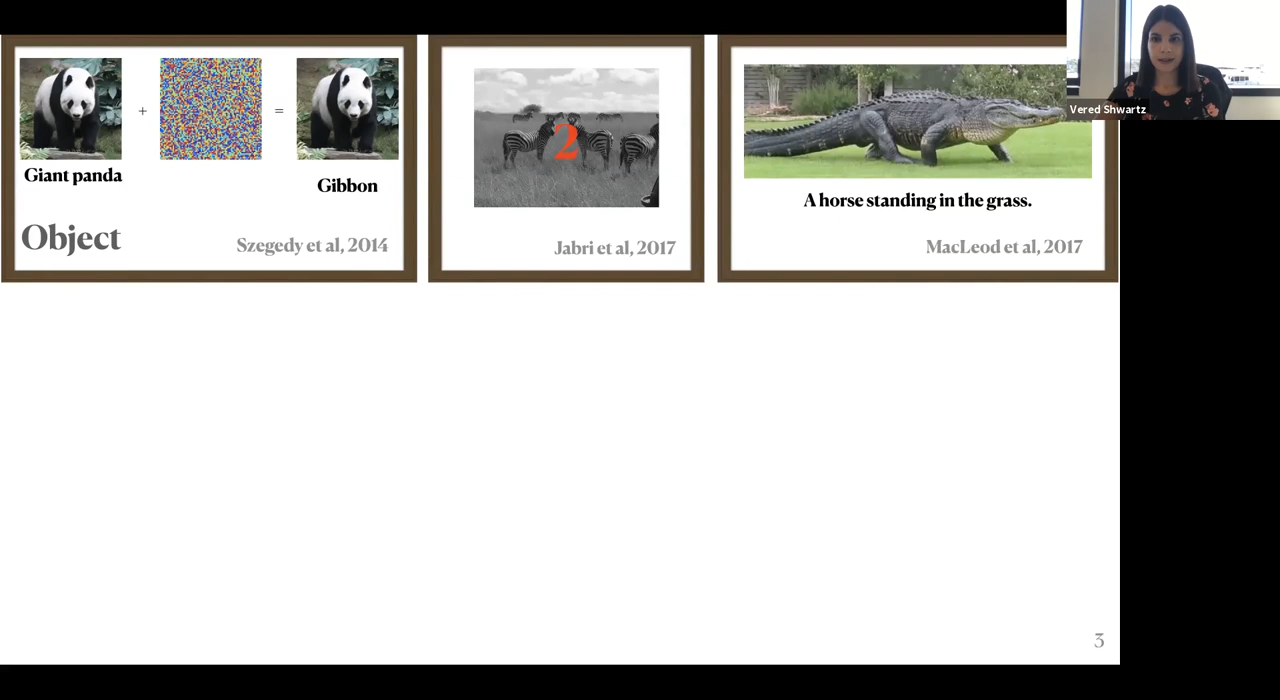 Vered Shwartz
+
=
Giant panda
Gibbon
Object
Szegedy et al, 2014
2
Jabri et al, 2017
A horse standing in the grass.
MacLeod et al, 2017
3